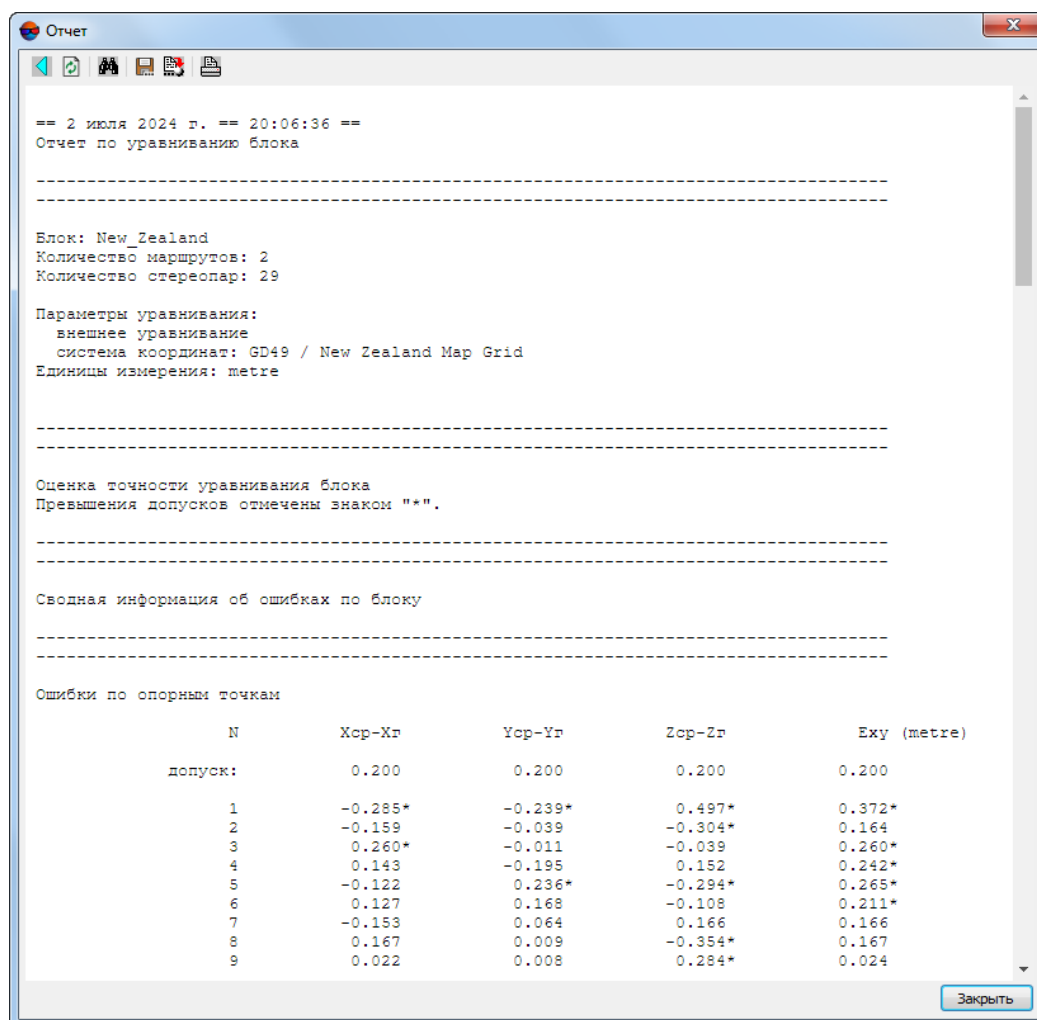 Отчет
== 2 июля 2024 г. == 20:06:36 ==
Отчет по уравниванию блока
-------------------------------------------------------------------------------------
-------------------------------------------------------------------------------------
Блок: New_Zealand
Количество маршрутов: 2
Количество стереопар: 29
Параметры уравнивания:
внешнее уравнивание
система координат: GD49 / New Zealand Map Grid
Единицы измерения: metre
-------------------------------------------------------------------------------------
-------------------------------------------------------------------------------------
Оценка точности уравнивания блока
Превышения допусков отмечены знаком "*".
-------------------------------------------------------------------------------------
-------------------------------------------------------------------------------------
Сводная информация об ошибках по блоку
-------------------------------------------------------------------------------------
-------------------------------------------------------------------------------------
Ошибки по опорным точкам
N Xср-Xг Yср-Yг Zср-Zг Exy (metre)
допуск: 0.200 0.200 0.200 0.200
1 -0.285* -0.239* 0.497* 0.372*
2 -0.159 -0.039 -0.304* 0.164
3 0.260* -0.011 -0.039 0.260*
4 0.143 -0.195 0.152 0.242*
5 -0.122 0.236* -0.294* 0.265*
6 0.127 0.168 -0.108 0.211*
7 -0.153 0.064 0.166 0.166
8 0.167 0.009 -0.354* 0.167
9 0.022 0.008 0.284* 0.024
Закрыть